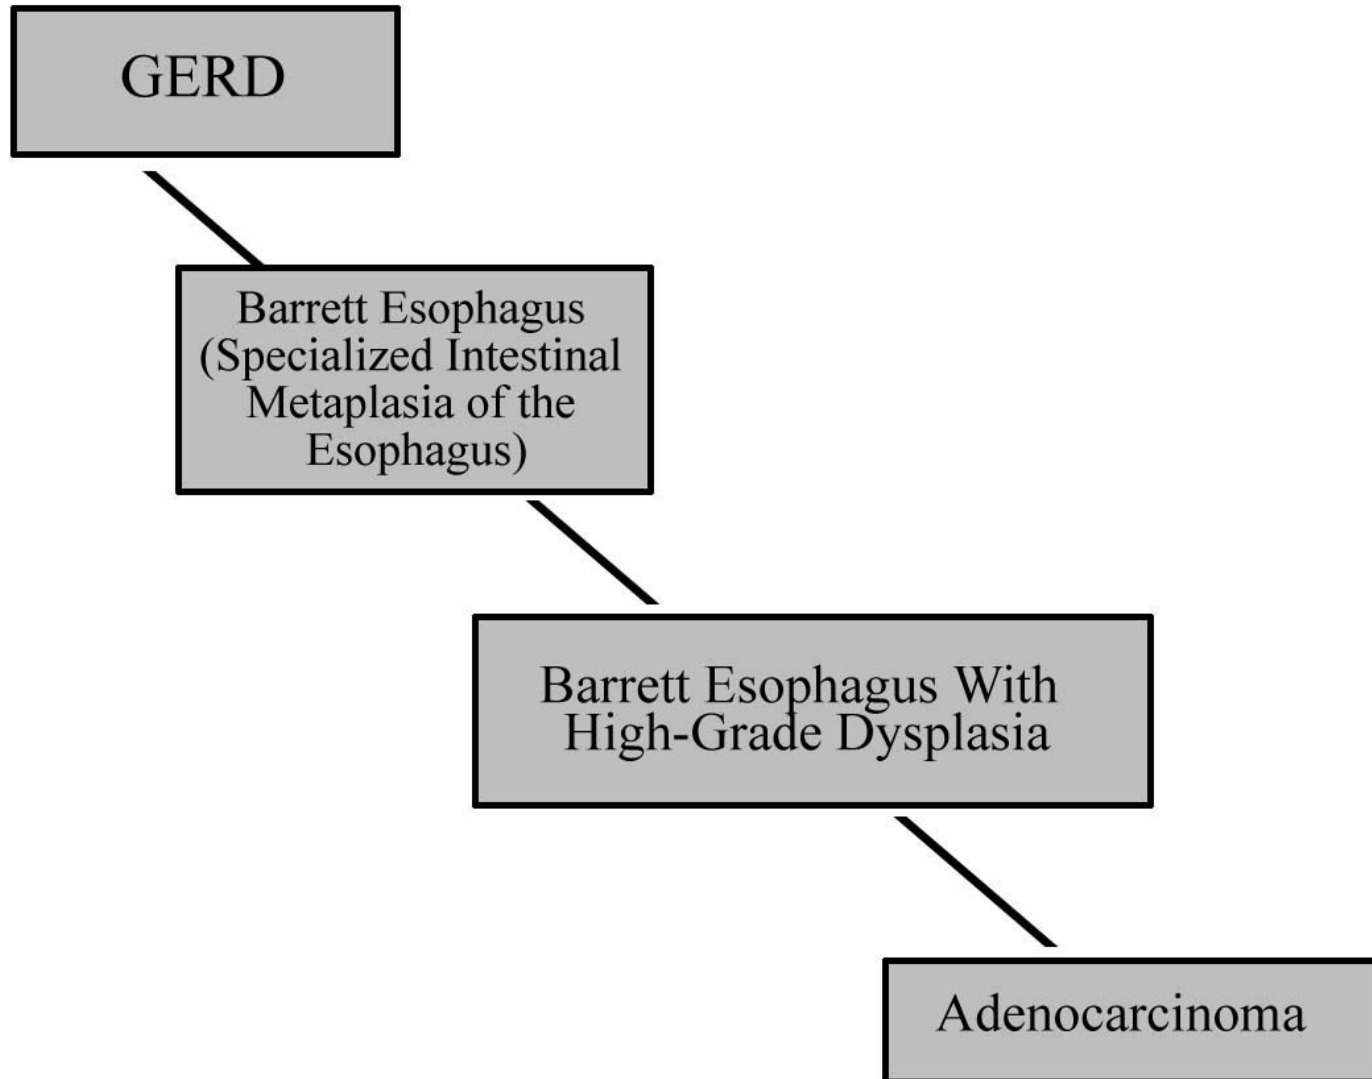 GERD
Barrett Esophagus
(Specialized Intestinal
Metaplasia of the
Esophagus)
Barrett Esophagus With
High-Grade Dysplasia
Adenocarcinoma